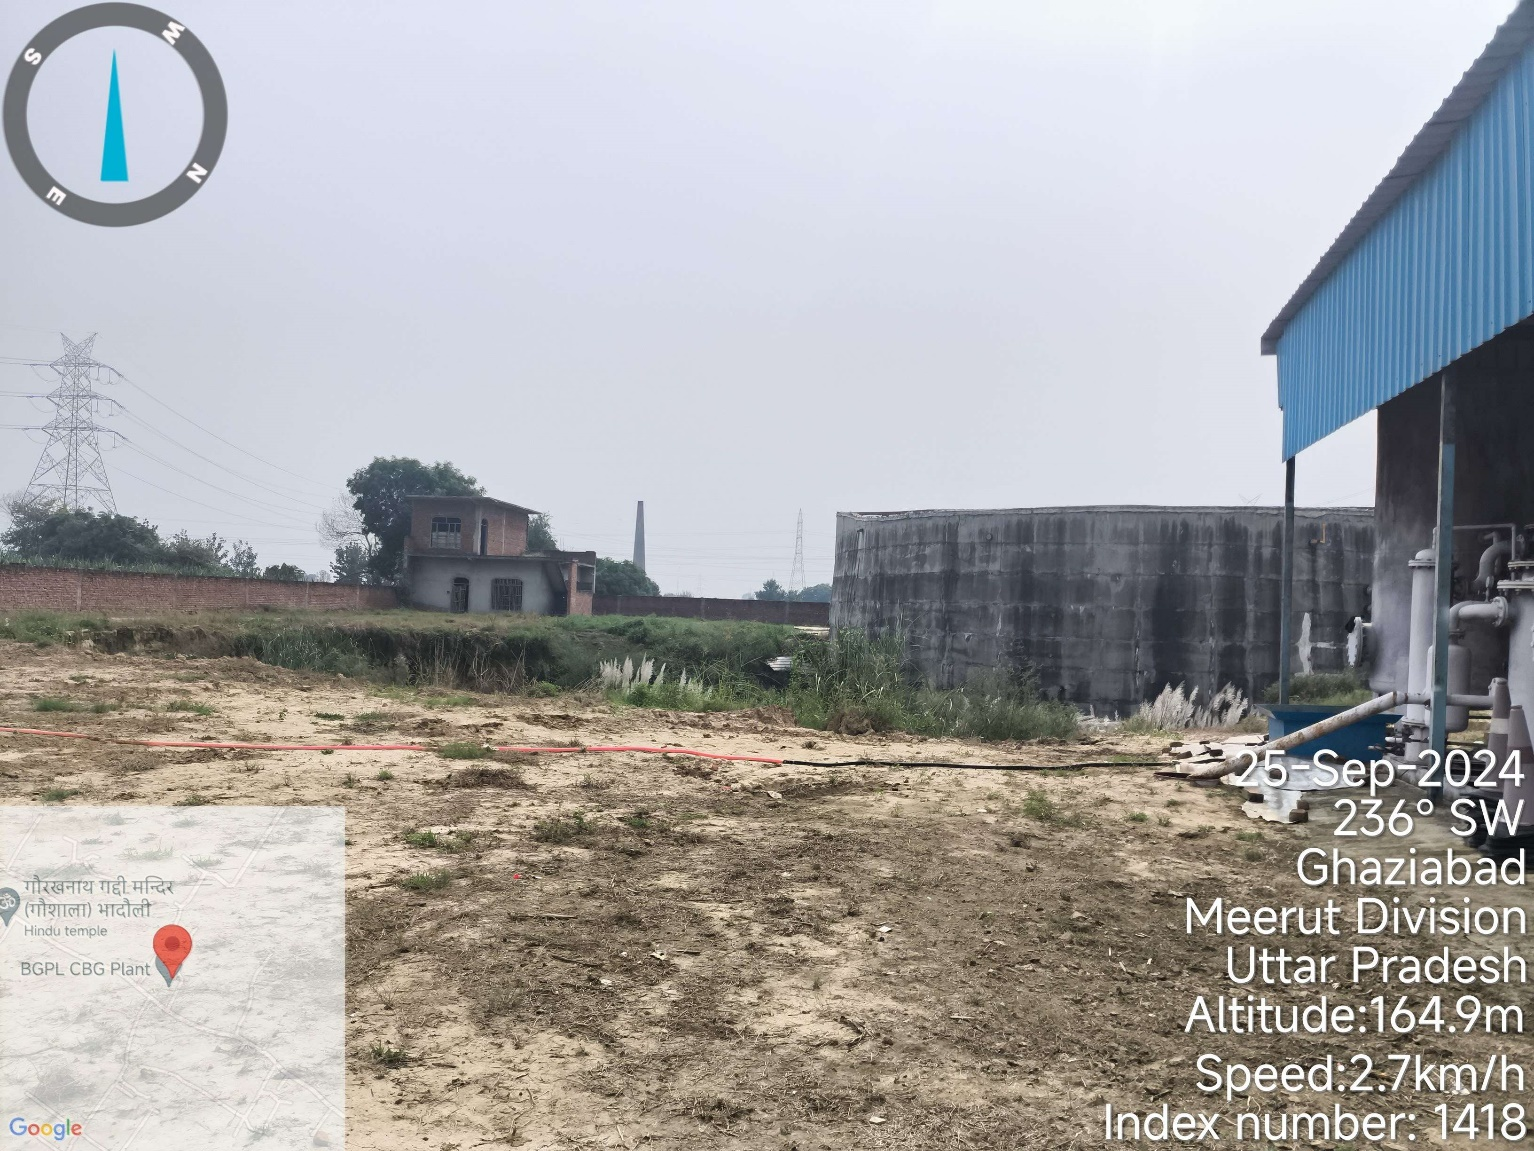 S
W
N
E
25-Sep-2024
236° SW
Ghaziabad
Meerut Division
Uttar Pradesh
Altitude:164.9m
Speed:2.7km/h
Index number: 1418
गौरखनाथ गद्दी मन्दिर
(गौशाला) भादौली
Hindu temple
BGPL CBG Plant
Google